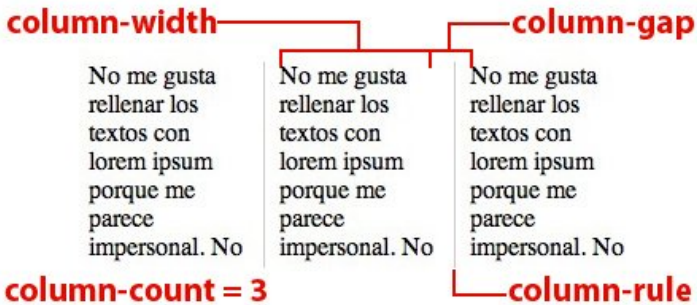 column-width
column-gap
No me gusta
rellenar los
textos con
lorem ipsum
porque me
parece
impersonal. No
No me gusta
rellenar los
textos con
lorem ipsum
porque me
parece
impersonal. No
No me gusta
rellenar los
textos con
lorem ipsum
porque me
parece
impersonal. No
column-count = 3
column-rule